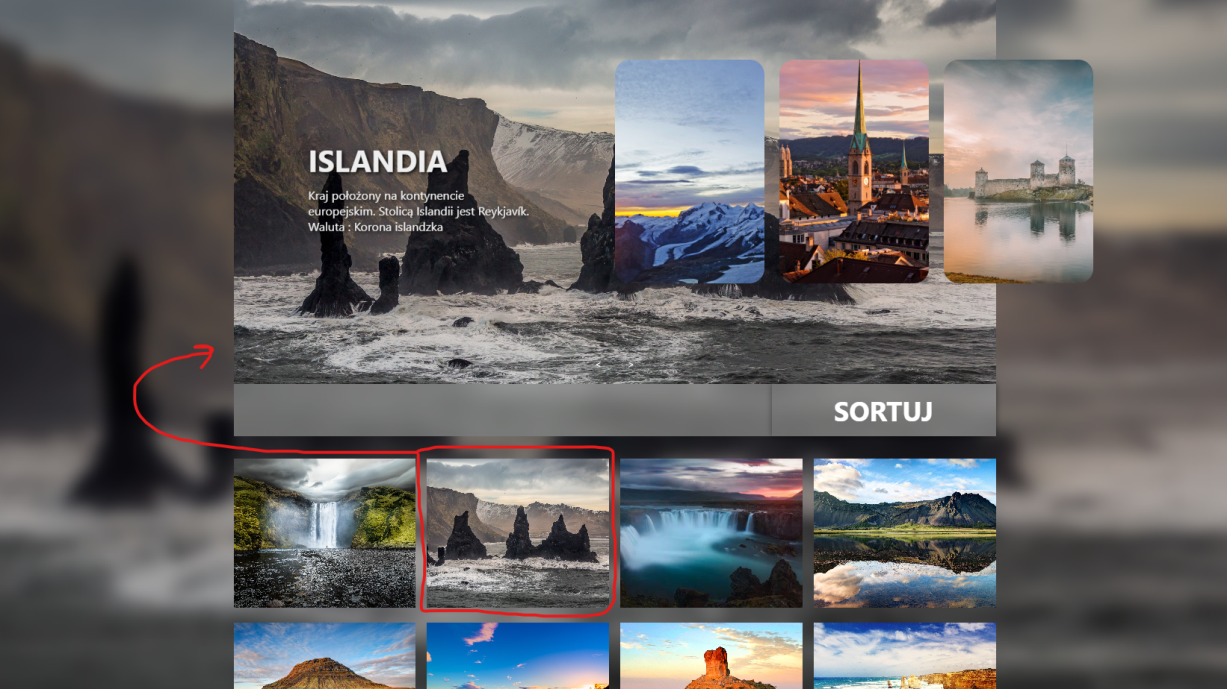 ISLANDIA
Kraj położony na kontynencie
europejskim. Stolicą Islandii jest Reykjavík.
Waluta : Korona islandzka
SORTUJ